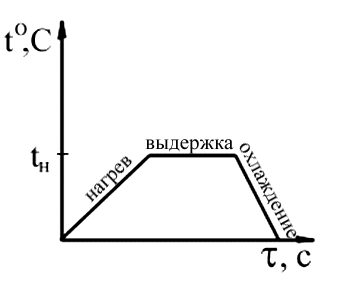 t°,C
tн
нагрев
выдержка
охлаждение
τ, c